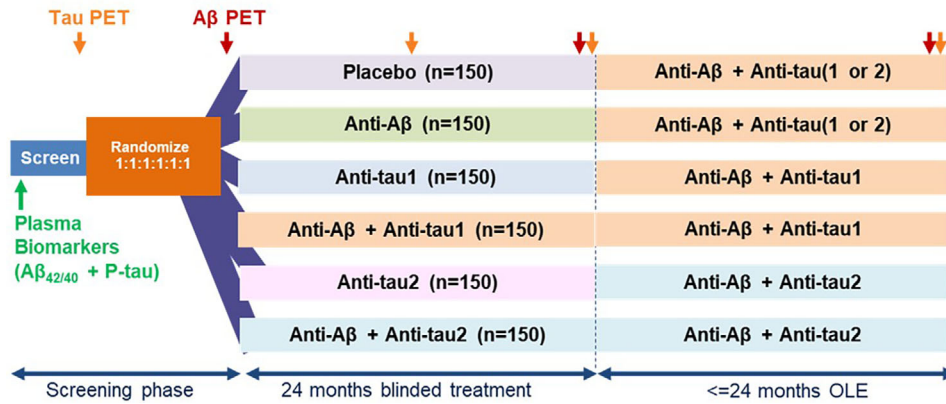 Tau PET
Aβ PET
Placebo (n=150)
Anti-Aβ + Anti-tau(1 or 2)
Anti-Aβ (n=150)
Anti-Aβ + Anti-tau(1 or 2)
Screen
Randomize
1:1:1:1:1:1
Anti-tau1 (n=150)
Anti-Aβ + Anti-tau1
Plasma
Biomarkers
(Aβ42/40 + P-tau)
Anti-Aβ + Anti-tau1 (n=150)
Anti-Aβ + Anti-tau1
Anti-tau2 (n=150)
Anti-Aβ + Anti-tau2
Anti-Aβ + Anti-tau2 (n=150)
Anti-Aβ + Anti-tau2
Screening phase
24 months blinded treatment
<=24 months OLE